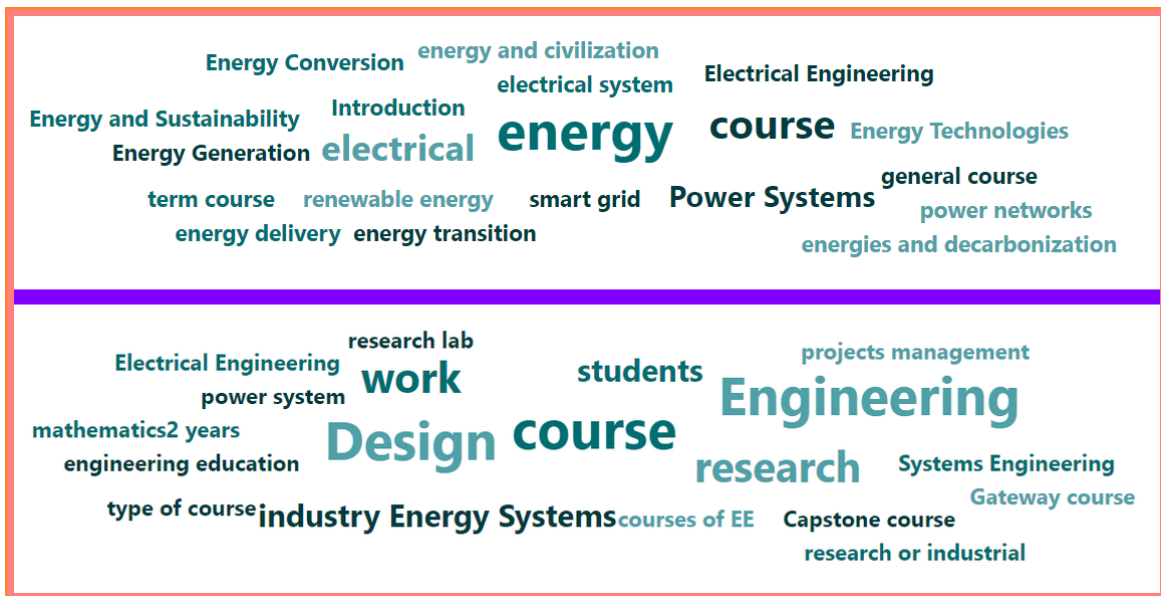 energy and civilization
Energy Conversion
Electrical Engineering
electrical system
Introduction
Energy and Sustainability
energy
course
Energy Technologies
electrical
Energy Generation
general course
term course
renewable energy
smart grid
Power Systems
power networks
energy delivery
energy transition
energies and decarbonization
research lab
projects management
Electrical Engineering
work
students
power system
Engineering
mathematics2 years
Design
course
engineering education
research
Systems Engineering
Gateway course
type of course
industry Energy Systems
courses of EE
Capstone course
research or industrial